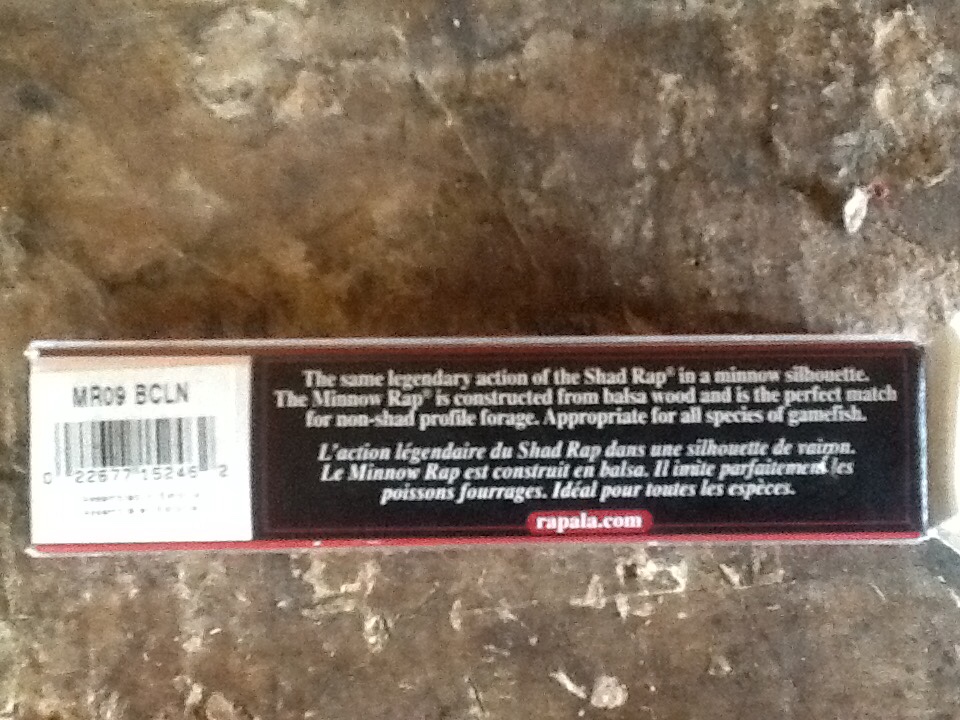 MR09 BCLN
0 22677 15246 2
The same legendary action of the Shad Rap® in a minnow silhouette.
The Minnow Rap® is constructed from balsa wood and is the perfect match
for non-shad profile forage. Appropriate for all species of gamefish.
L'action légendaire du Shad Rap dans une silhouette de vairon.
Le Minnow Rap est construit en balsa. Il imite parfaitement les
poissons fourrages. Idéal pour toutes les espèces.
rapala.com